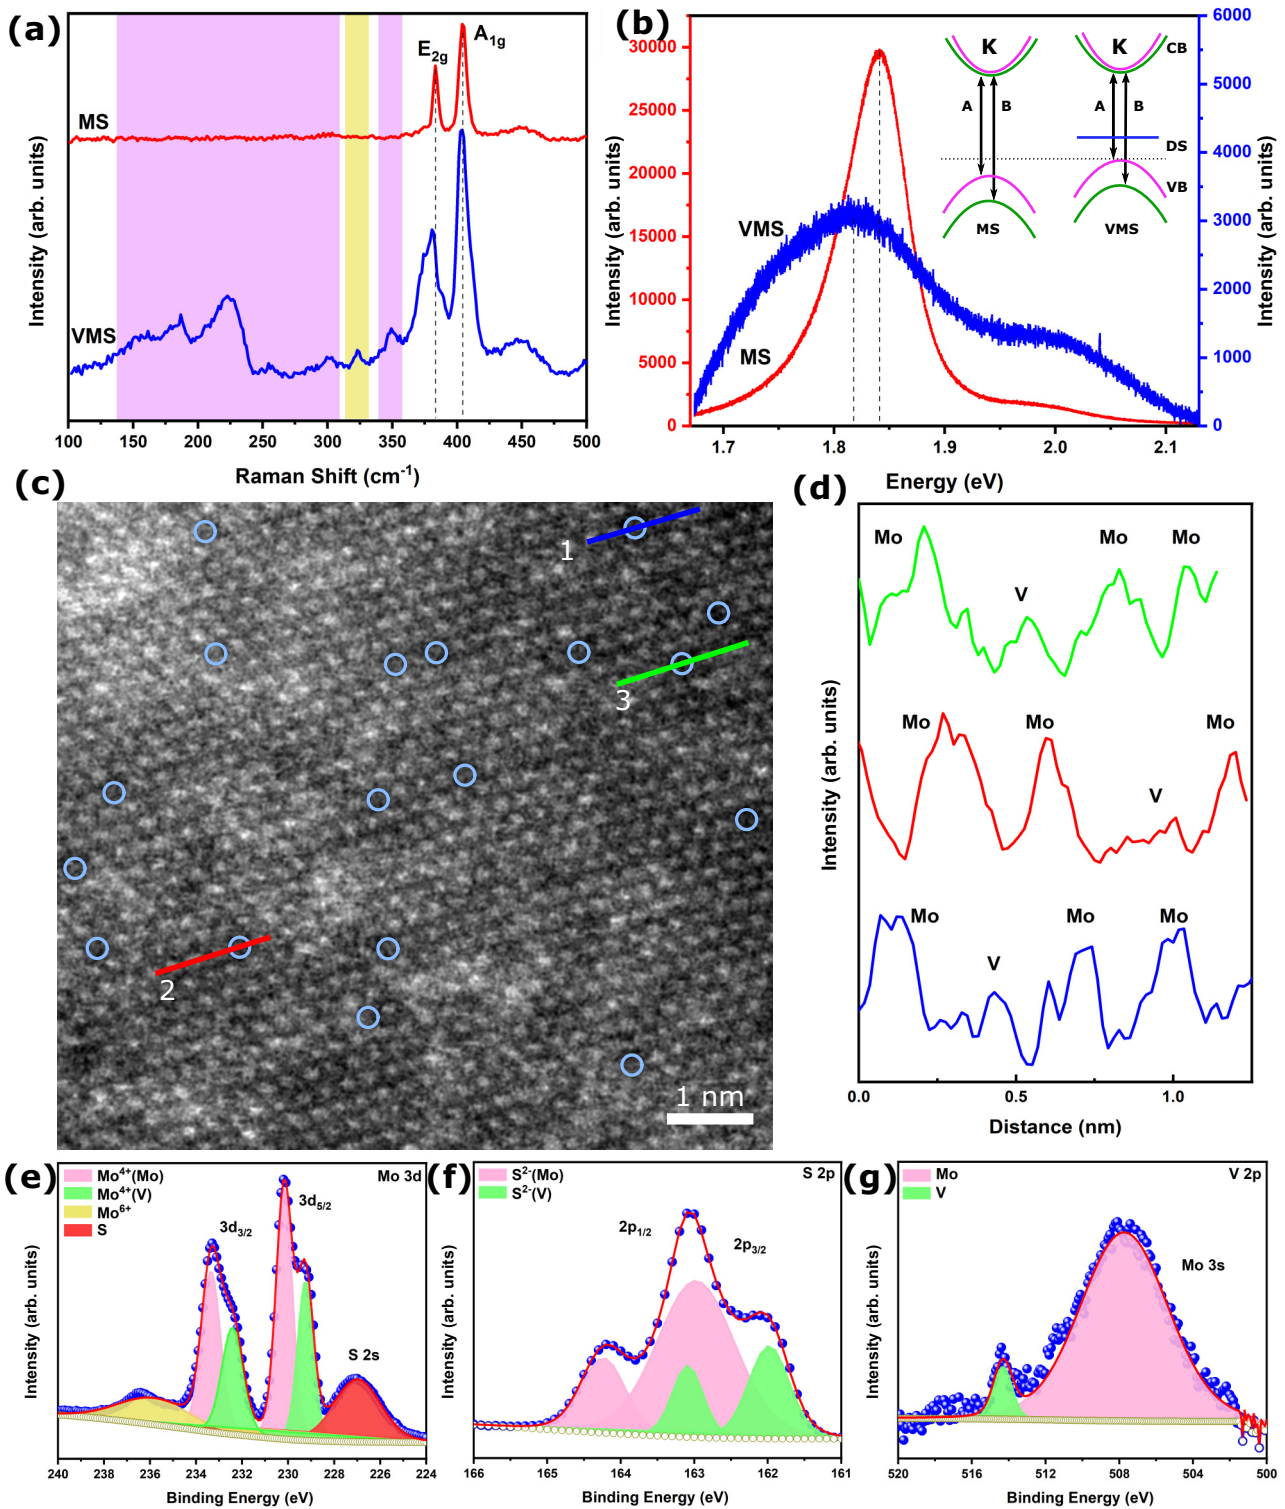 (a)
E2g
A1g
MS
VMS
Intensity (arb. units)
100 150 200 250 300 350 400 450 500
Raman Shift (cm-1)
(b)
30000
25000
20000
15000
10000
5000
0
6000
5000
4000
3000
2000
1000
0
K
K
CB
A
B
A
B
DS
VB
MS
VMS
VMS
MS
Intensity (arb. units)
Intensity (arb. units)
1.7 1.8 1.9 2.0 2.1
Energy (eV)
(c)
1
3
2
1 nm
(d)
Mo
Mo
Mo
V
Mo
Mo
Mo
V
Mo
Mo
Mo
V
Intensity (arb. units)
0.0 0.5 1.0
Distance (nm)
(e)
Mo4+(Mo)
Mo4+(V)
Mo6+
S
Mo 3d
3d5/2
3d3/2
S 2s
Intensity (arb. units)
240 238 236 234 232 230 228 226 224
Binding Energy (eV)
(f)
S2-(Mo)
S2-(V)
S 2p
2p1/2
2p3/2
Intensity (arb. units)
166 165 164 163 162 161
Binding Energy (eV)
(g)
Mo
V
V 2p
Mo 3s
Intensity (arb. units)
520 516 512 508 504 500
Binding Energy (eV)